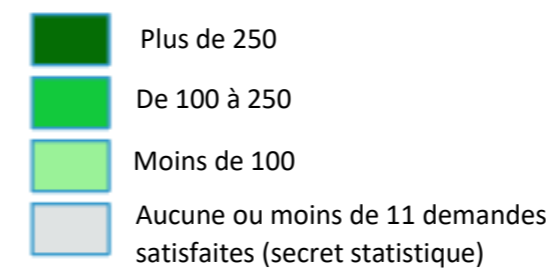 Plus de 250
De 100 à 250
Moins de 100
Aucune ou moins de 11 demandes
satisfaites (secret statistique)